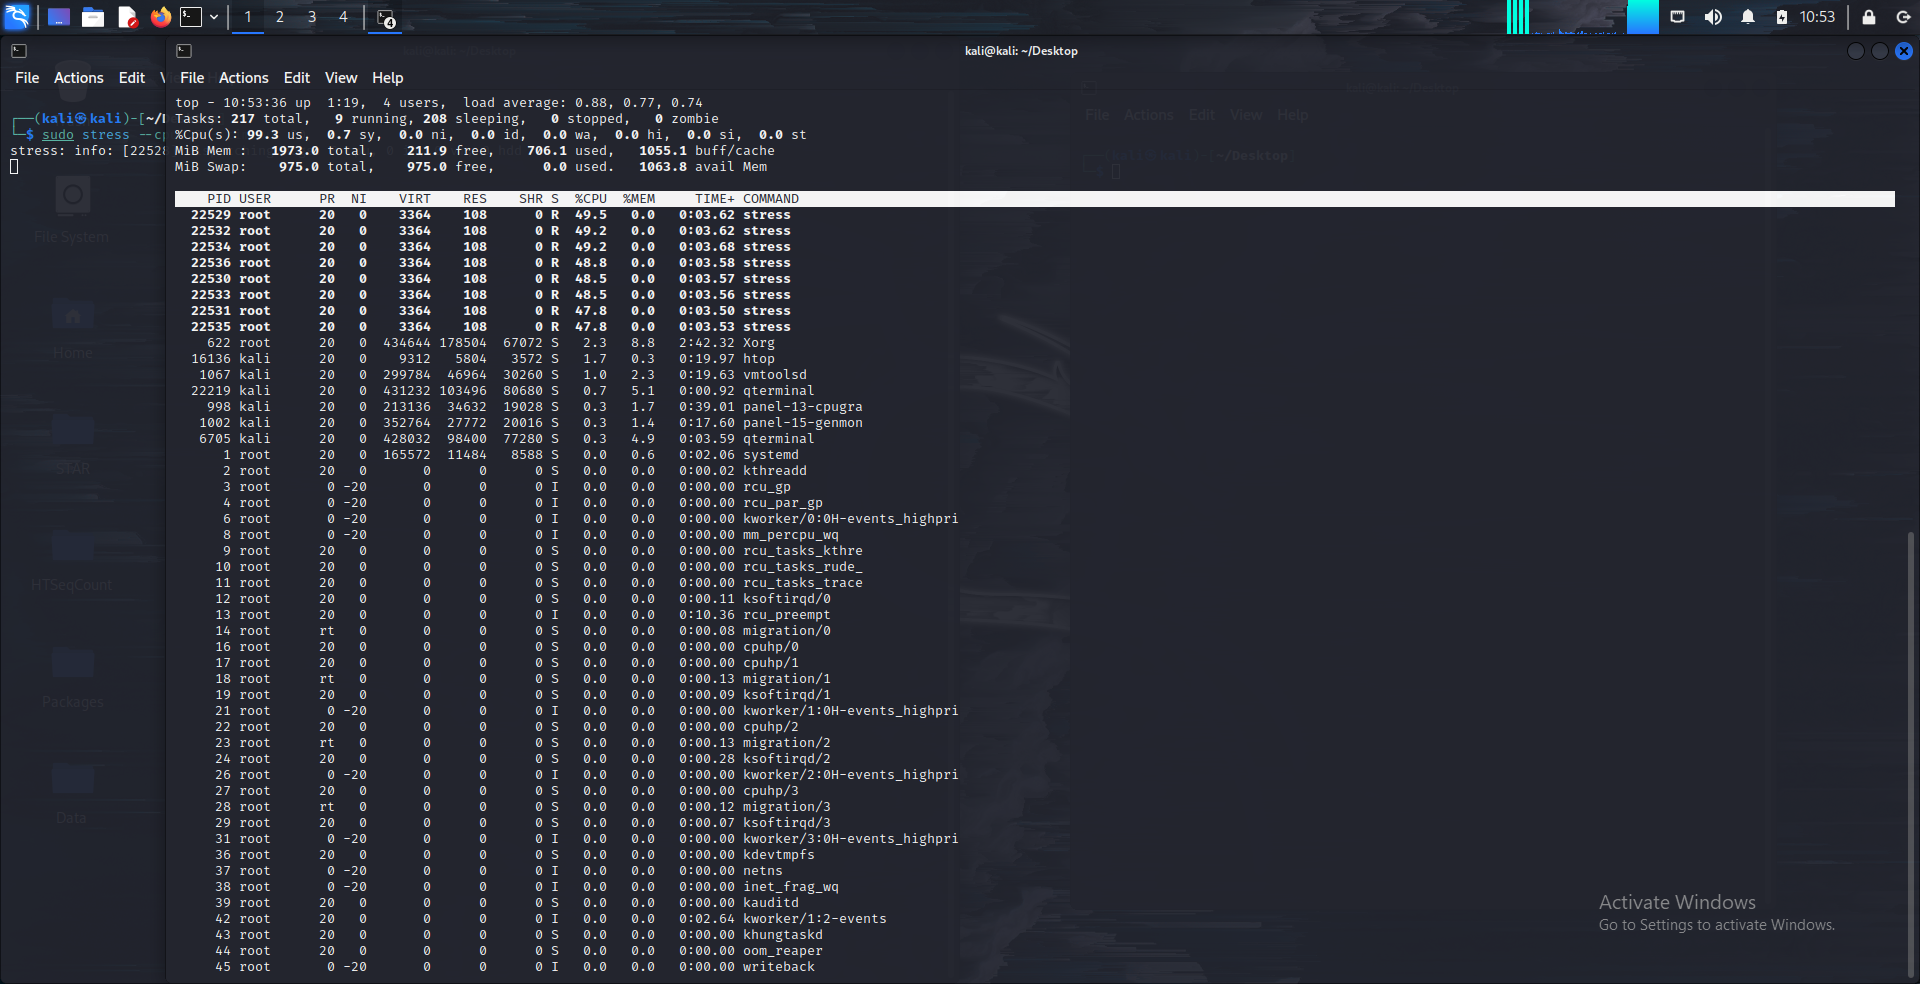 1 2 3 4
4
10:53
kali@kali: ~/Desktop
File Actions Edit
┌──(kali㉿kali)-[~/
└─$ sudo stress --cp
stress: info: [22528
File Actions Edit View Help
top - 10:53:36 up  1:19,  4 users,  load average: 0.88, 0.77, 0.74
Tasks: 217 total,   9 running, 208 sleeping,   0 stopped,   0 zombie
%Cpu(s): 99.3 us,  0.7 sy,  0.0 ni,  0.0 id,  0.0 wa,  0.0 hi,  0.0 si,  0.0 st
MiB Mem :   1973.0 total,   211.9 free,   706.1 used,   1055.1 buff/cache
MiB Swap:    975.0 total,   975.0 free,     0.0 used.   1063.8 avail Mem
PID USER PR NI VIRT RES SHR S %CPU %MEM TIME+ COMMAND
22529 root 20 0 3364 108 0 R 49.5 0.0 0:03.62 stress
22532 root 20 0 3364 108 0 R 49.2 0.0 0:03.62 stress
22534 root 20 0 3364 108 0 R 49.2 0.0 0:03.68 stress
22536 root 20 0 3364 108 0 R 48.8 0.0 0:03.58 stress
22530 root 20 0 3364 108 0 R 48.5 0.0 0:03.57 stress
22533 root 20 0 3364 108 0 R 48.5 0.0 0:03.56 stress
22531 root 20 0 3364 108 0 R 47.8 0.0 0:03.50 stress
22535 root 20 0 3364 108 0 R 47.8 0.0 0:03.53 stress
622 root 20 0 434644 178504 67072 S 2.3 8.8 2:42.32 Xorg
16136 kali 20 0 9312 5804 3572 S 1.7 0.3 0:19.97 htop
1067 kali 20 0 299784 46964 30260 S 1.0 2.3 0:19.63 vmtoolsd
22219 kali 20 0 431232 103496 80680 S 0.7 5.1 0:00.92 qterminal
998 kali 20 0 213136 34632 19028 S 0.3 1.7 0:39.01 panel-13-cpugra
1002 kali 20 0 352764 27772 20016 S 0.3 1.4 0:17.60 panel-15-genmon
6705 kali 20 0 428032 98400 77280 S 0.3 4.9 0:03.59 qterminal
1 root 20 0 165572 11484 8588 S 0.0 0.6 0:02.06 systemd
2 root 20 0 0 0 0 S 0.0 0.0 0:00.02 kthreadd
3 root 0 -20 0 0 0 I 0.0 0.0 0:00.00 rcu_gp
4 root 0 -20 0 0 0 I 0.0 0.0 0:00.00 rcu_par_gp
6 root 0 -20 0 0 0 I 0.0 0.0 0:00.00 kworker/0:0H-events_highpri
8 root 0 -20 0 0 0 I 0.0 0.0 0:00.00 mm_percpu_wq
9 root 20 0 0 0 0 S 0.0 0.0 0:00.00 rcu_tasks_kthre
10 root 20 0 0 0 0 S 0.0 0.0 0:00.00 rcu_tasks_rude_
11 root 20 0 0 0 0 S 0.0 0.0 0:00.00 rcu_tasks_trace
12 root 20 0 0 0 0 S 0.0 0.0 0:00.11 ksoftirqd/0
13 root 20 0 0 0 0 I 0.0 0.0 0:10.36 rcu_preempt
14 root rt 0 0 0 0 S 0.0 0.0 0:00.08 migration/0
16 root 20 0 0 0 0 S 0.0 0.0 0:00.00 cpuhp/0
17 root 20 0 0 0 0 S 0.0 0.0 0:00.00 cpuhp/1
18 root rt 0 0 0 0 S 0.0 0.0 0:00.13 migration/1
19 root 20 0 0 0 0 S 0.0 0.0 0:00.09 ksoftirqd/1
21 root 0 -20 0 0 0 I 0.0 0.0 0:00.00 kworker/1:0H-events_highpri
22 root 20 0 0 0 0 S 0.0 0.0 0:00.00 cpuhp/2
23 root rt 0 0 0 0 S 0.0 0.0 0:00.13 migration/2
24 root 20 0 0 0 0 S 0.0 0.0 0:00.28 ksoftirqd/2
26 root 0 -20 0 0 0 I 0.0 0.0 0:00.00 kworker/2:0H-events_highpri
27 root 20 0 0 0 0 S 0.0 0.0 0:00.00 cpuhp/3
28 root rt 0 0 0 0 S 0.0 0.0 0:00.12 migration/3
29 root 20 0 0 0 0 S 0.0 0.0 0:00.07 ksoftirqd/3
31 root 0 -20 0 0 0 I 0.0 0.0 0:00.00 kworker/3:0H-events_highpri
36 root 20 0 0 0 0 S 0.0 0.0 0:00.00 kdevtmpfs
37 root 0 -20 0 0 0 I 0.0 0.0 0:00.00 netns
38 root 0 -20 0 0 0 I 0.0 0.0 0:00.00 inet_frag_wq
39 root 20 0 0 0 0 S 0.0 0.0 0:00.00 kauditd
42 root 20 0 0 0 0 I 0.0 0.0 0:02.64 kworker/1:2-events
43 root 20 0 0 0 0 S 0.0 0.0 0:00.00 khungtaskd
44 root 20 0 0 0 0 S 0.0 0.0 0:00.00 oom_reaper
45 root 0 -20 0 0 0 I 0.0 0.0 0:00.00 writeback
File System
Home
STAR
HTSeqCount
Packages
Data
File Actions Edit View Help
~/Desktop
Activate Windows
Go to Settings to activate Windows.